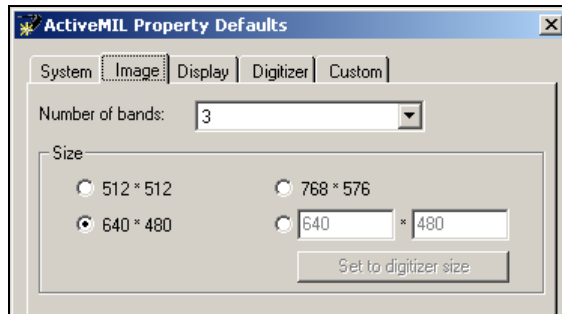 ActiveMIL Property Defaults
System Image Display Digitizer Custom
Number of bands: 3
Size
512 * 512 768 * 576
640 * 480 640 * 480
Set to digitizer size